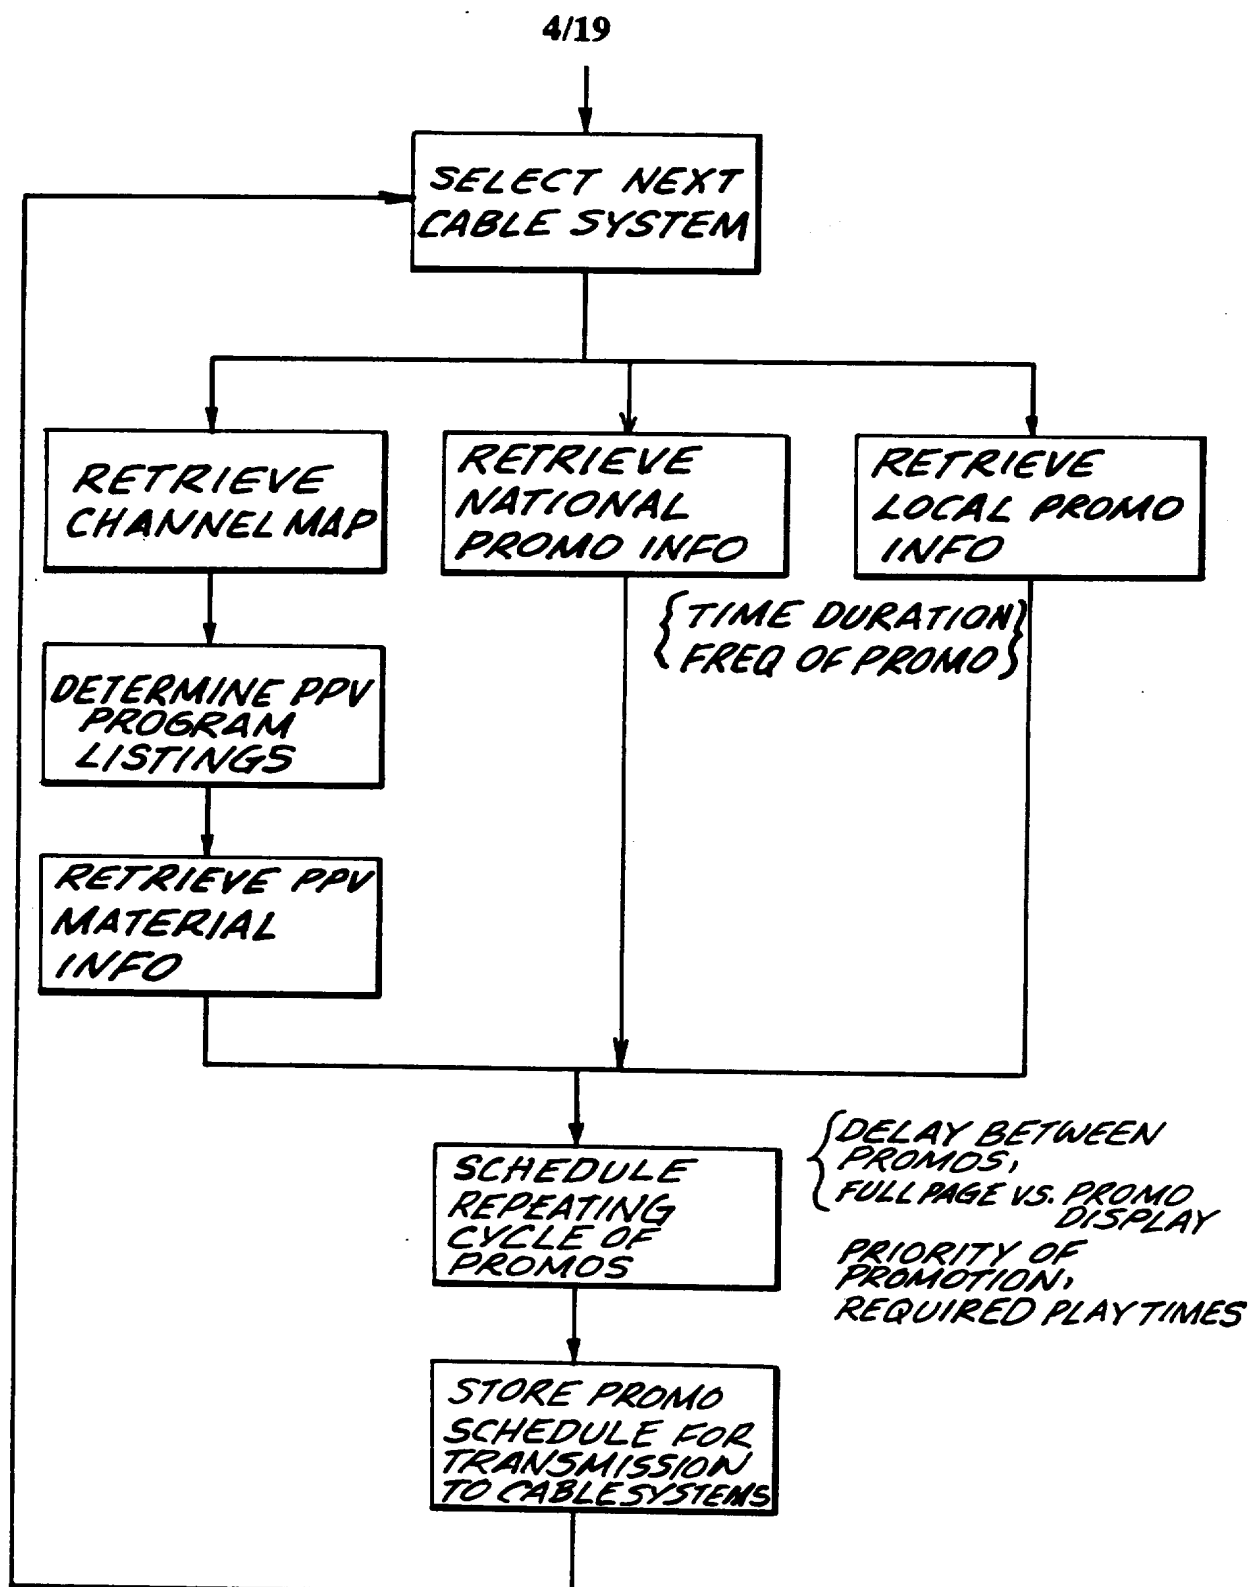 4/19
SELECT NEXT
CABLE SYSTEM
RETRIEVE
CHANNEL MAP
RETRIEVE
NATIONAL
PROMO INFO
RETRIEVE
LOCAL PROMO
INFO
{TIME DURATION}
{FREQ OF PROMO}
DETERMINE PPV
PROGRAM
LISTINGS
RETRIEVE PPV
MATERIAL
INFO
SCHEDULE
REPEATING
CYCLE OF
PROMOS
DELAY BETWEEN
PROMOS,
FULL PAGE VS. PROMO
DISPLAY
PRIORITY OF
PROMOTION,
REQUIRED PLAYTIMES
STORE PROMO
SCHEDULE FOR
TRANSMISSION
TO CABLE SYSTEMS